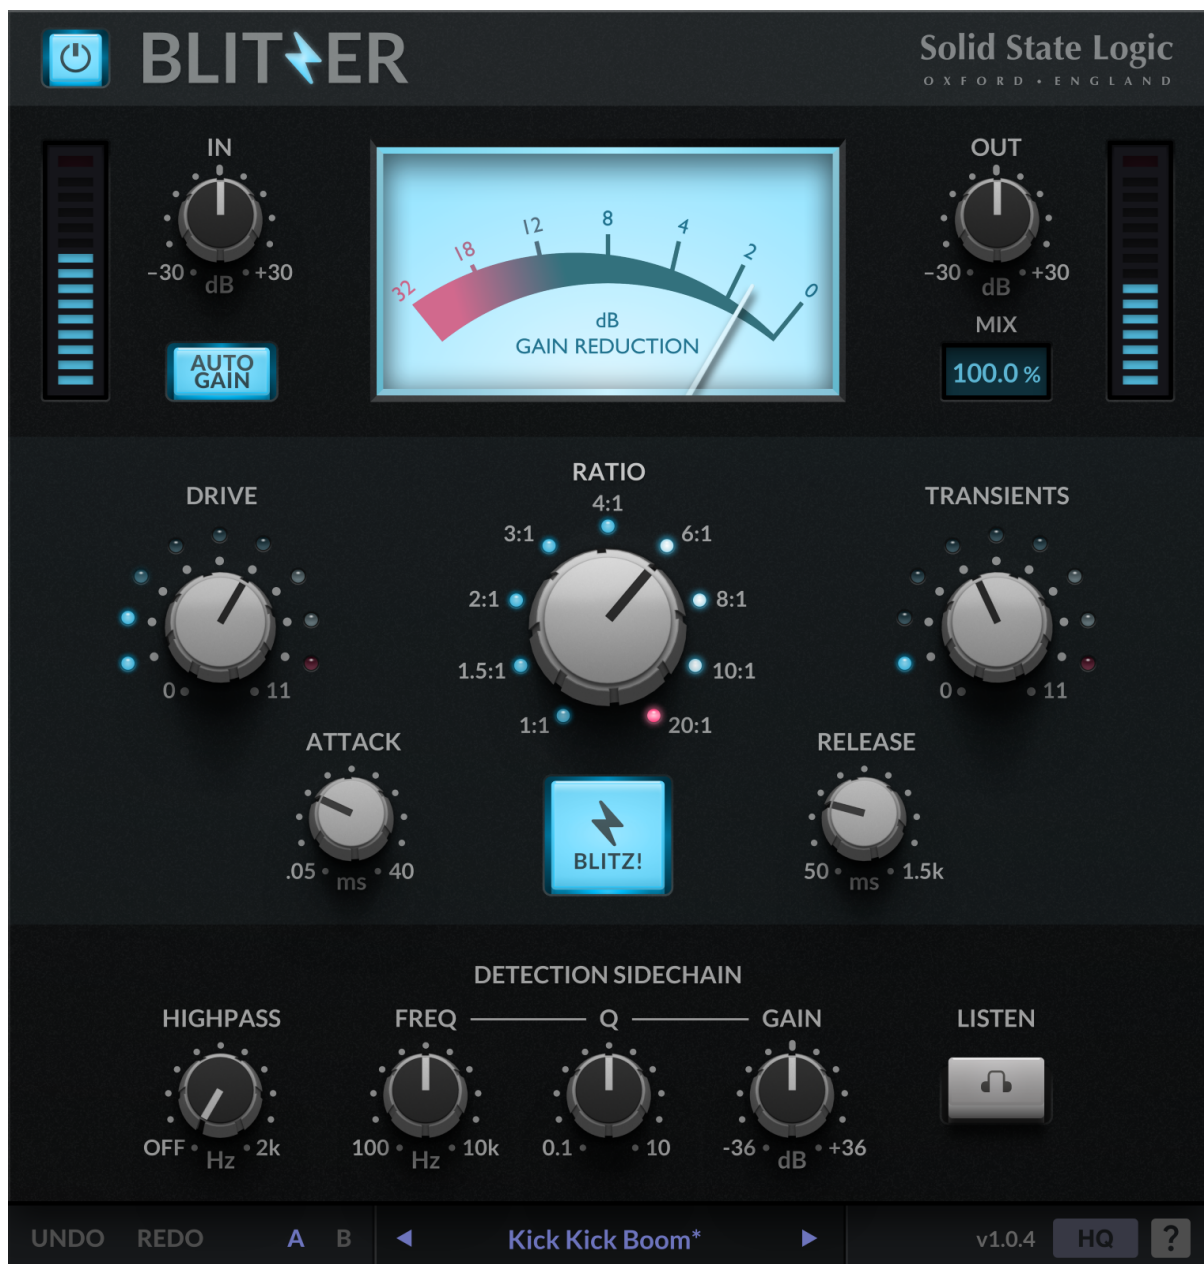 BLITZER
Solid State Logic
OXFORD • ENGLAND
IN
-30 dB +30
AUTO GAIN
32 18 12 8 4 2 0
dB
GAIN REDUCTION
OUT
-30 dB +30
MIX
100.0 %
DRIVE
0 11
RATIO
4:1
3:1 6:1
2:1 8:1
1.5:1 10:1
1:1 20:1
TRANSIENTS
0 11
ATTACK
.05 ms 40
BLITZ!
RELEASE
50 ms 1.5k
DETECTION SIDECHAIN
HIGHPASS
OFF Hz 2k
FREQ Q GAIN
100 Hz 10k
0.1 10
-36 dB +36
LISTEN
UNDO REDO A B Kick Kick Boom* v1.0.4 HQ ?